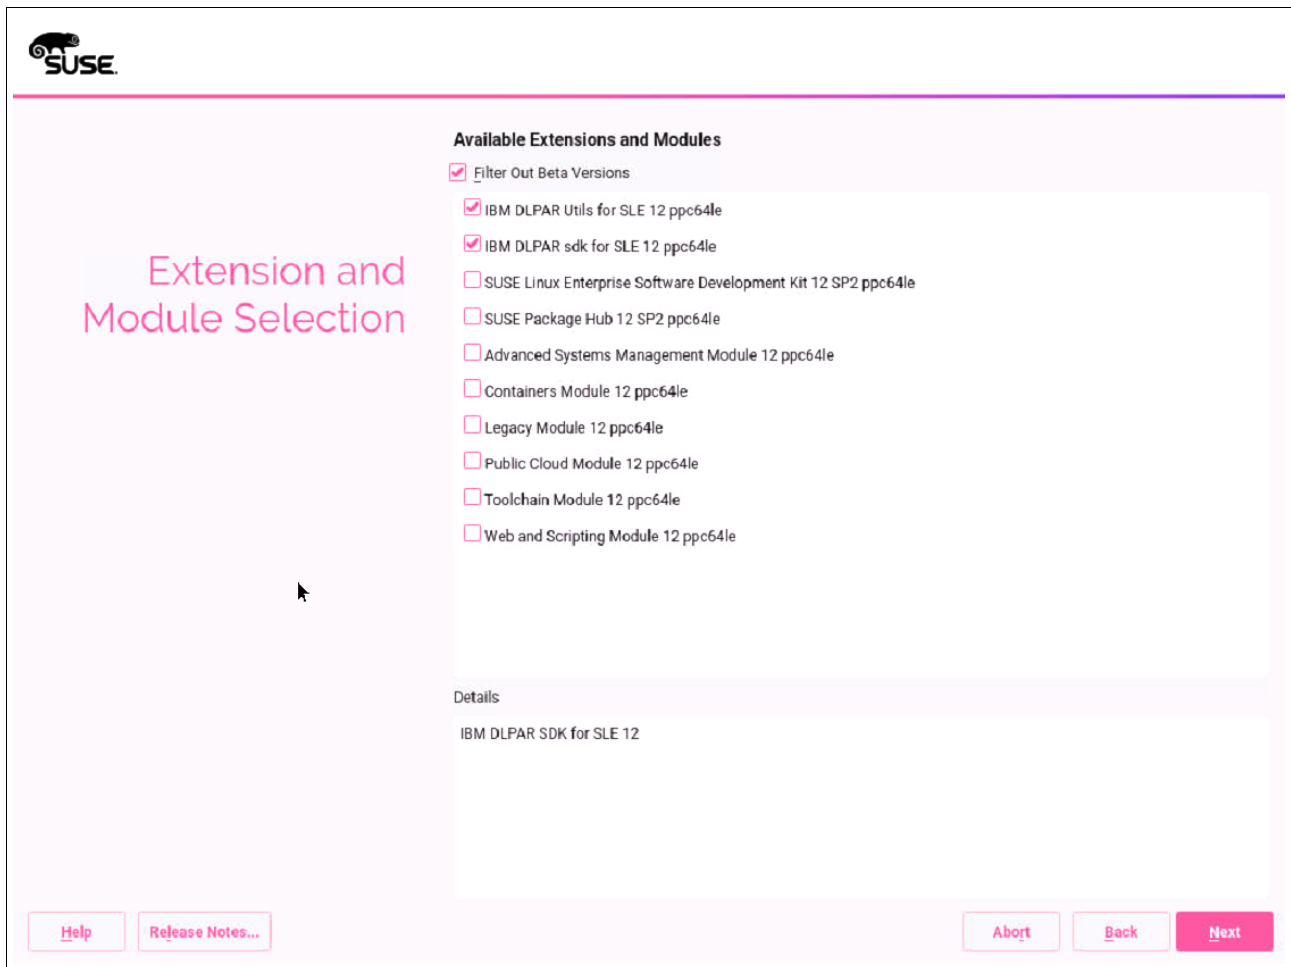 SUSE.
Available Extensions and Modules
Filter Out Beta Versions
IBM DLPAR Utils for SLE 12 ppc64le
IBM DLPAR sdk for SLE 12 ppc64le
SUSE Linux Enterprise Software Development Kit 12 SP2 ppc64le
SUSE Package Hub 12 SP2 ppc64le
Advanced Systems Management Module 12 ppc64le
Containers Module 12 ppc64le
Legacy Module 12 ppc64le
Public Cloud Module 12 ppc64le
Toolchain Module 12 ppc64le
Web and Scripting Module 12 ppc64le
Extension and
Module Selection
Details
IBM DLPAR SDK for SLE 12
Help
Release Notes...
Abort
Back
Next